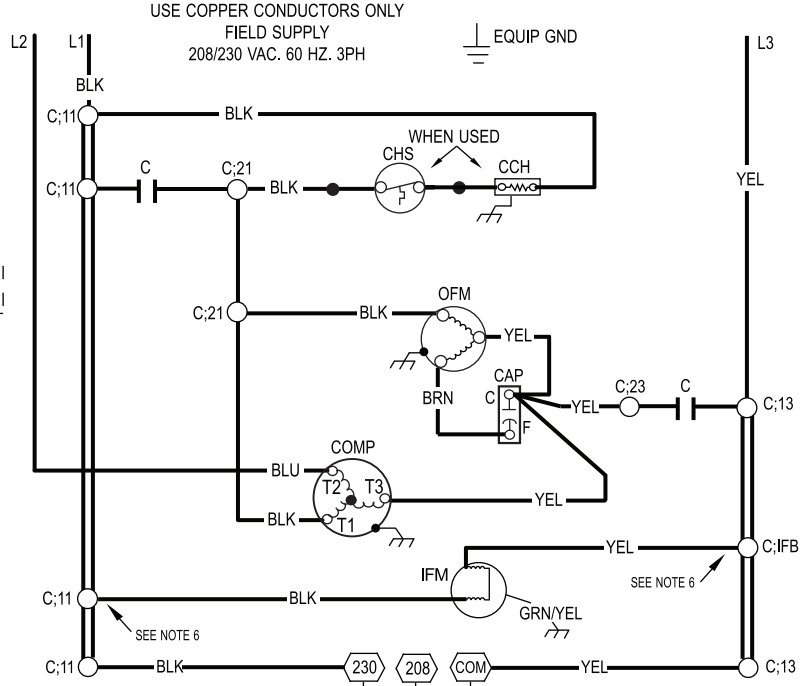 USE COPPER CONDUCTORS ONLY
FIELD SUPPLY
208/230 VAC. 60 HZ. 3PH
EQUIP GND
L2
L1
L3
BLK
C;11
BLK
WHEN USED
CHS
CCH
C;11
C
C;21
BLK
YEL
OFM
C;21
BLK
YEL
CAP
BRN
C
F
YEL
C;23
C
C;13
COMP
BLU
T2
T3
YEL
BLK
T1
YEL
C;IFB
IFM
SEE NOTE 6
C;11
BLK
GRN/YEL
SEE NOTE 6
C;11
BLK
230
208
COM
YEL
C;13